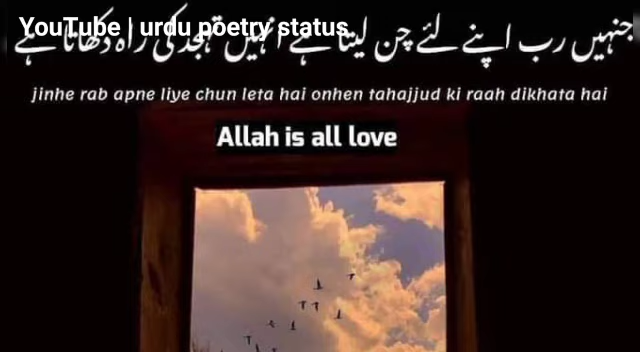 YouTube | urdu poetry status
جنہیں رب اپنے لئے چن لیتا ہے انہیں تہجد کی راہ دکھاتا ہے
jinhe rab apne liye chun leta hai onhen tahajjud ki raah dikhata hai
Allah is all love